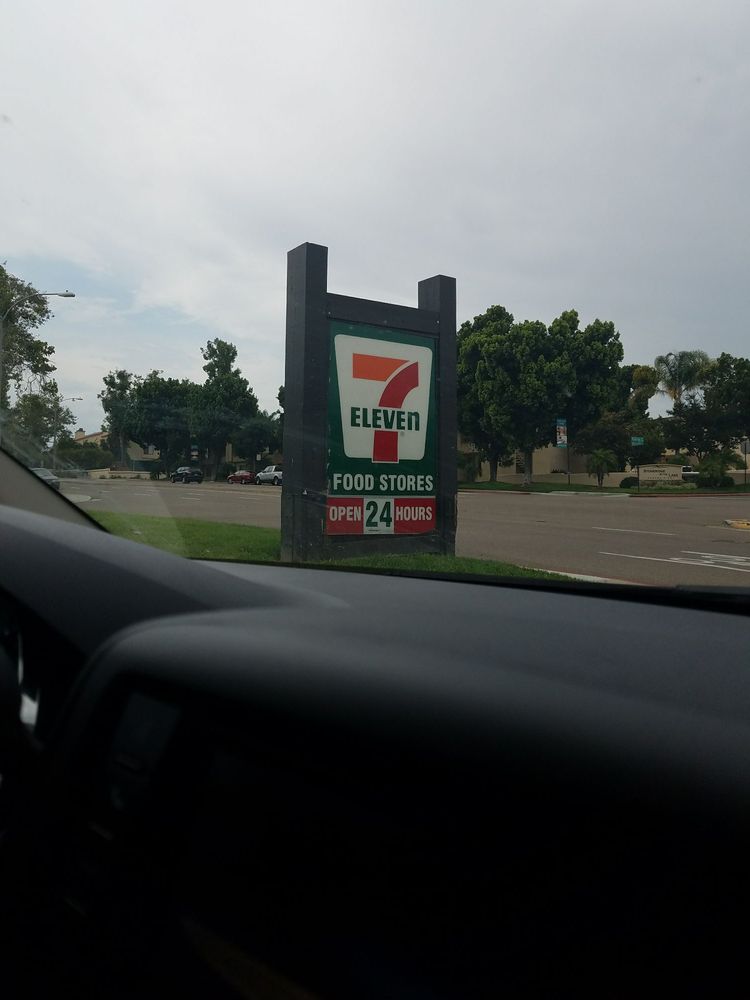 7
ELEVEn
FOOD STORES
OPEN 24 HOURS